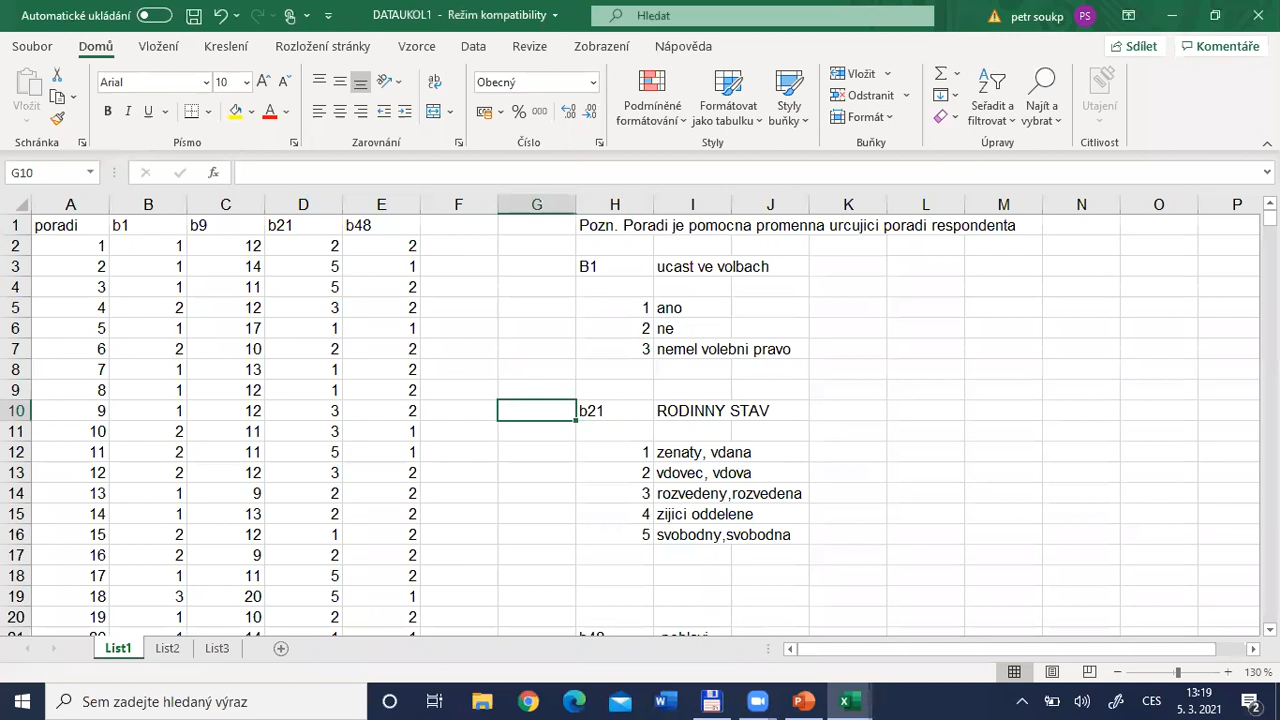 Automatické ukládání
DATAUKOL1 - Režim kompatibility
Hledat
petr soukp
PS
Soubor Domů Vložení Kreslení Rozložení stránky Vzorce Data Revize Zobrazení Nápověda Sdílet Komentáře
Vložit
Arial 10
Obecný
Podmíněné formátování
Formátovat jako tabulku
Styly buňky
Vložit
Odstranit
Formát
Seřadit a filtrovat
Najít a vybrat
Utajení
Schránka Písmo Zarovnání Číslo Styly Buňky Úpravy Citlivost
G10 fx
A B C D E F G H I J K L M N O P
1 poradi b1 b9 b21 b48 Pozn. Poradi je pomocna promenna urcujici poradi respondenta
2 1 1 12 2 2
3 2 1 14 5 1 B1 ucast ve volbach
4 3 1 11 5 2
5 4 2 12 3 2 1 ano
6 5 1 17 1 1 2 ne
7 6 2 10 2 2 3 nemel volebni pravo
8 7 1 13 1 2
9 8 1 12 1 2
10 9 1 12 3 2 b21 RODINNY STAV
11 10 2 11 3 1
12 11 2 11 5 1 1 zenaty, vdana
13 12 2 12 3 2 2 vdovec, vdova
14 13 1 9 2 2 3 rozvedeny,rozvedena
15 14 1 13 2 2 4 zijici oddelene
16 15 2 12 1 2 5 svobodny,svobodna
17 16 2 9 2 2
18 17 1 11 5 2
19 18 3 20 5 1
20 19 1 10 2 2
List1 List2 List3
130 %
Sem zadejte hledaný výraz
CES
13:19
5. 3. 2021
2